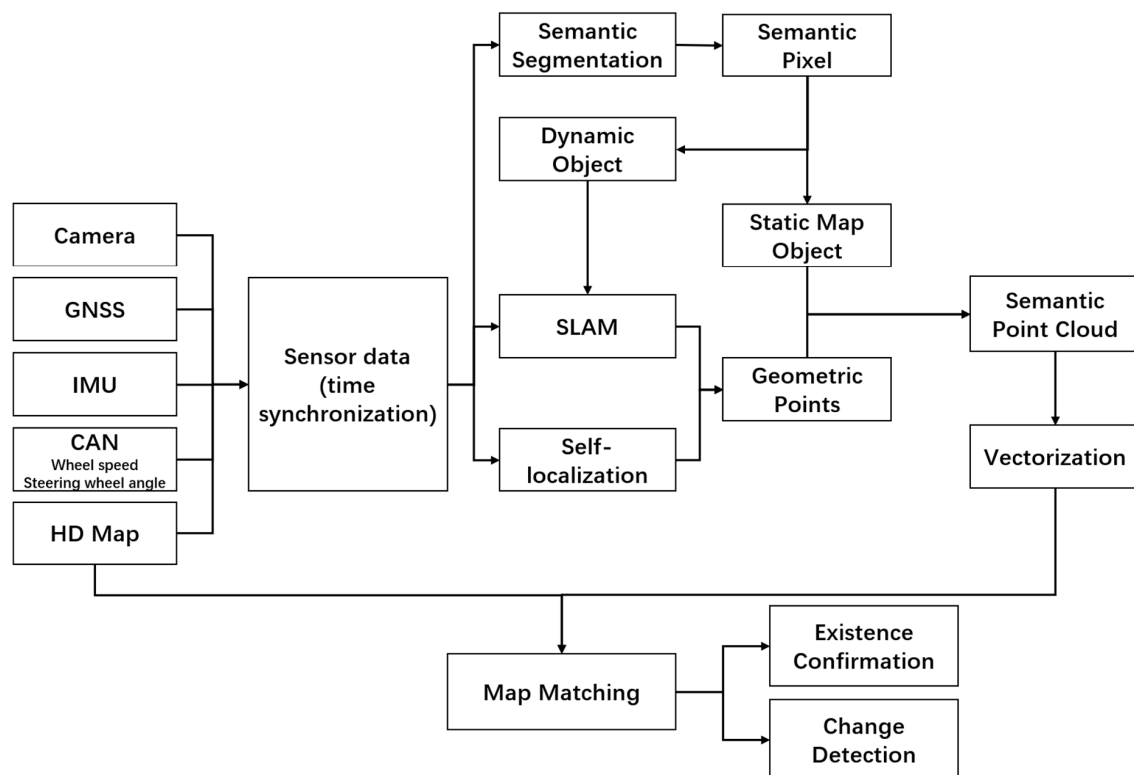 Semantic
Segmentation
Semantic
Pixel
Dynamic
Object
Camera
Static Map
Object
GNSS
Sensor data
(time
synchronization)
SLAM
Semantic
Point Cloud
IMU
Geometric
Points
CAN
Wheel speed
Steering wheel angle
Self-
localization
Vectorization
HD Map
Map Matching
Existence
Confirmation
Change
Detection